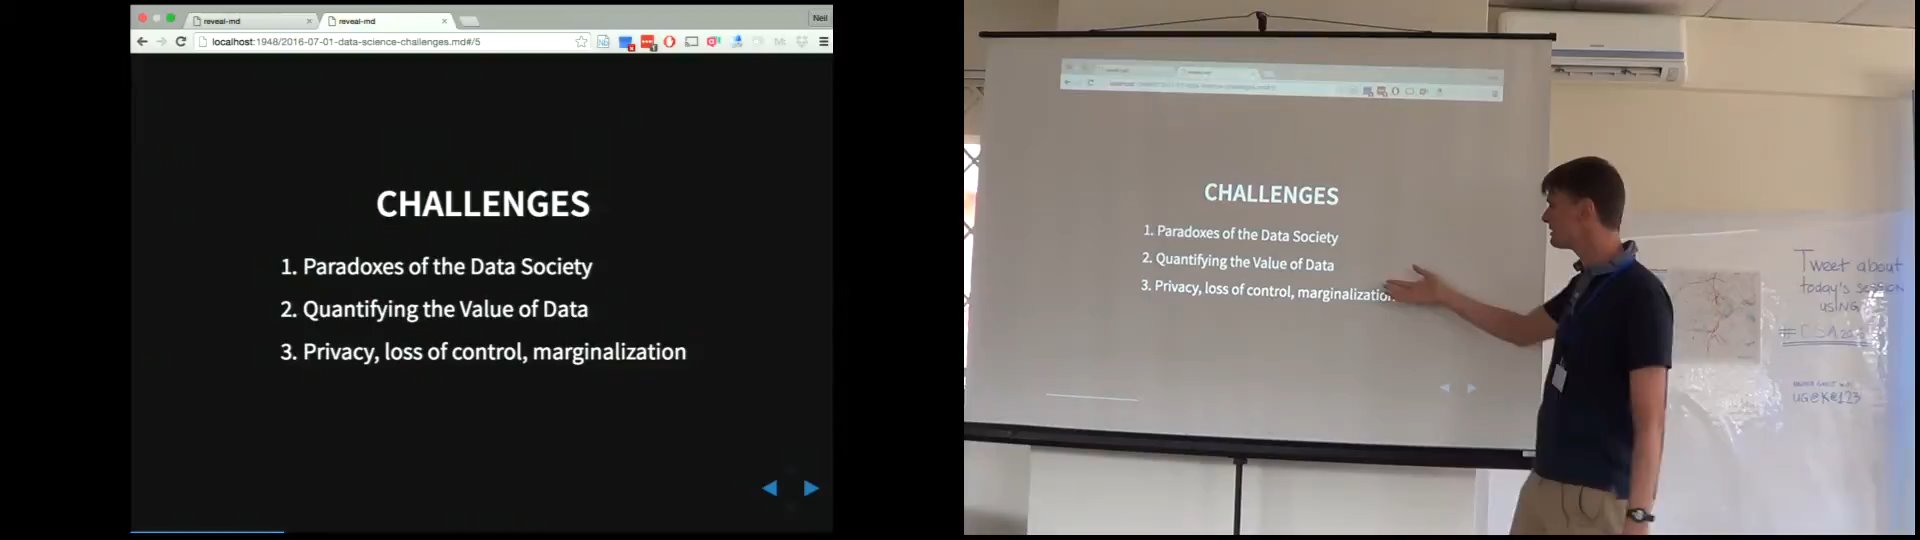 reveal-md
reveal-md
Neil
localhost:1948/2016-07-01-data-science-challenges.md#/5
CHALLENGES
1. Paradoxes of the Data Society
2. Quantifying the Value of Data
3. Privacy, loss of control, marginalization
CHALLENGES
1. Paradoxes of the Data Society
2. Quantifying the Value of Data
3. Privacy, loss of control, marginalization
Tweet about
today's session
USING